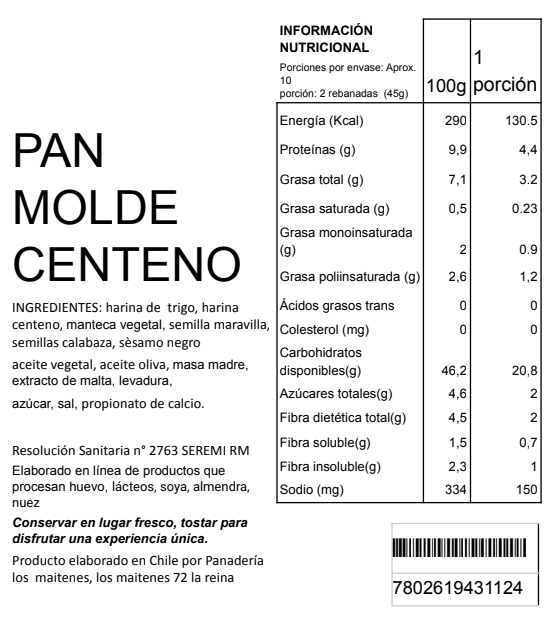 PAN
MOLDE
CENTENO
INGREDIENTES: harina de trigo, harina
centeno, manteca vegetal, semilla maravilla,
semillas calabaza, sèsamo negro
aceite vegetal, aceite oliva, masa madre,
extracto de malta, levadura,
azúcar, sal, propionato de calcio.
Resolución Sanitaria n° 2763 SEREMI RM
Elaborado en línea de productos que
procesan huevo, lácteos, soya, almendra,
nuez
Conservar en lugar fresco, tostar para
disfrutar una experiencia única.
Producto elaborado en Chile por Panadería
los maitenes, los maitenes 72 la reina
INFORMACIÓN
NUTRICIONAL
Porciones por envase: Aprox.
10
porción: 2 rebanadas (45g)
100g
1
porción
Energía (Kcal) 290 130.5
Proteínas (g) 9,9 4,4
Grasa total (g) 7,1 3.2
Grasa saturada (g) 0,5 0.23
Grasa monoinsaturada
(g) 2 0.9
Grasa poliinsaturada (g) 2,6 1,2
Ácidos grasos trans 0 0
Colesterol (mg) 0 0
Carbohidratos
disponibles(g) 46,2 20,8
Azúcares totales(g) 4,6 2
Fibra dietética total(g) 4,5 2
Fibra soluble(g) 1,5 0,7
Fibra insoluble(g) 2,3 1
Sodio (mg) 334 150
7802619431124